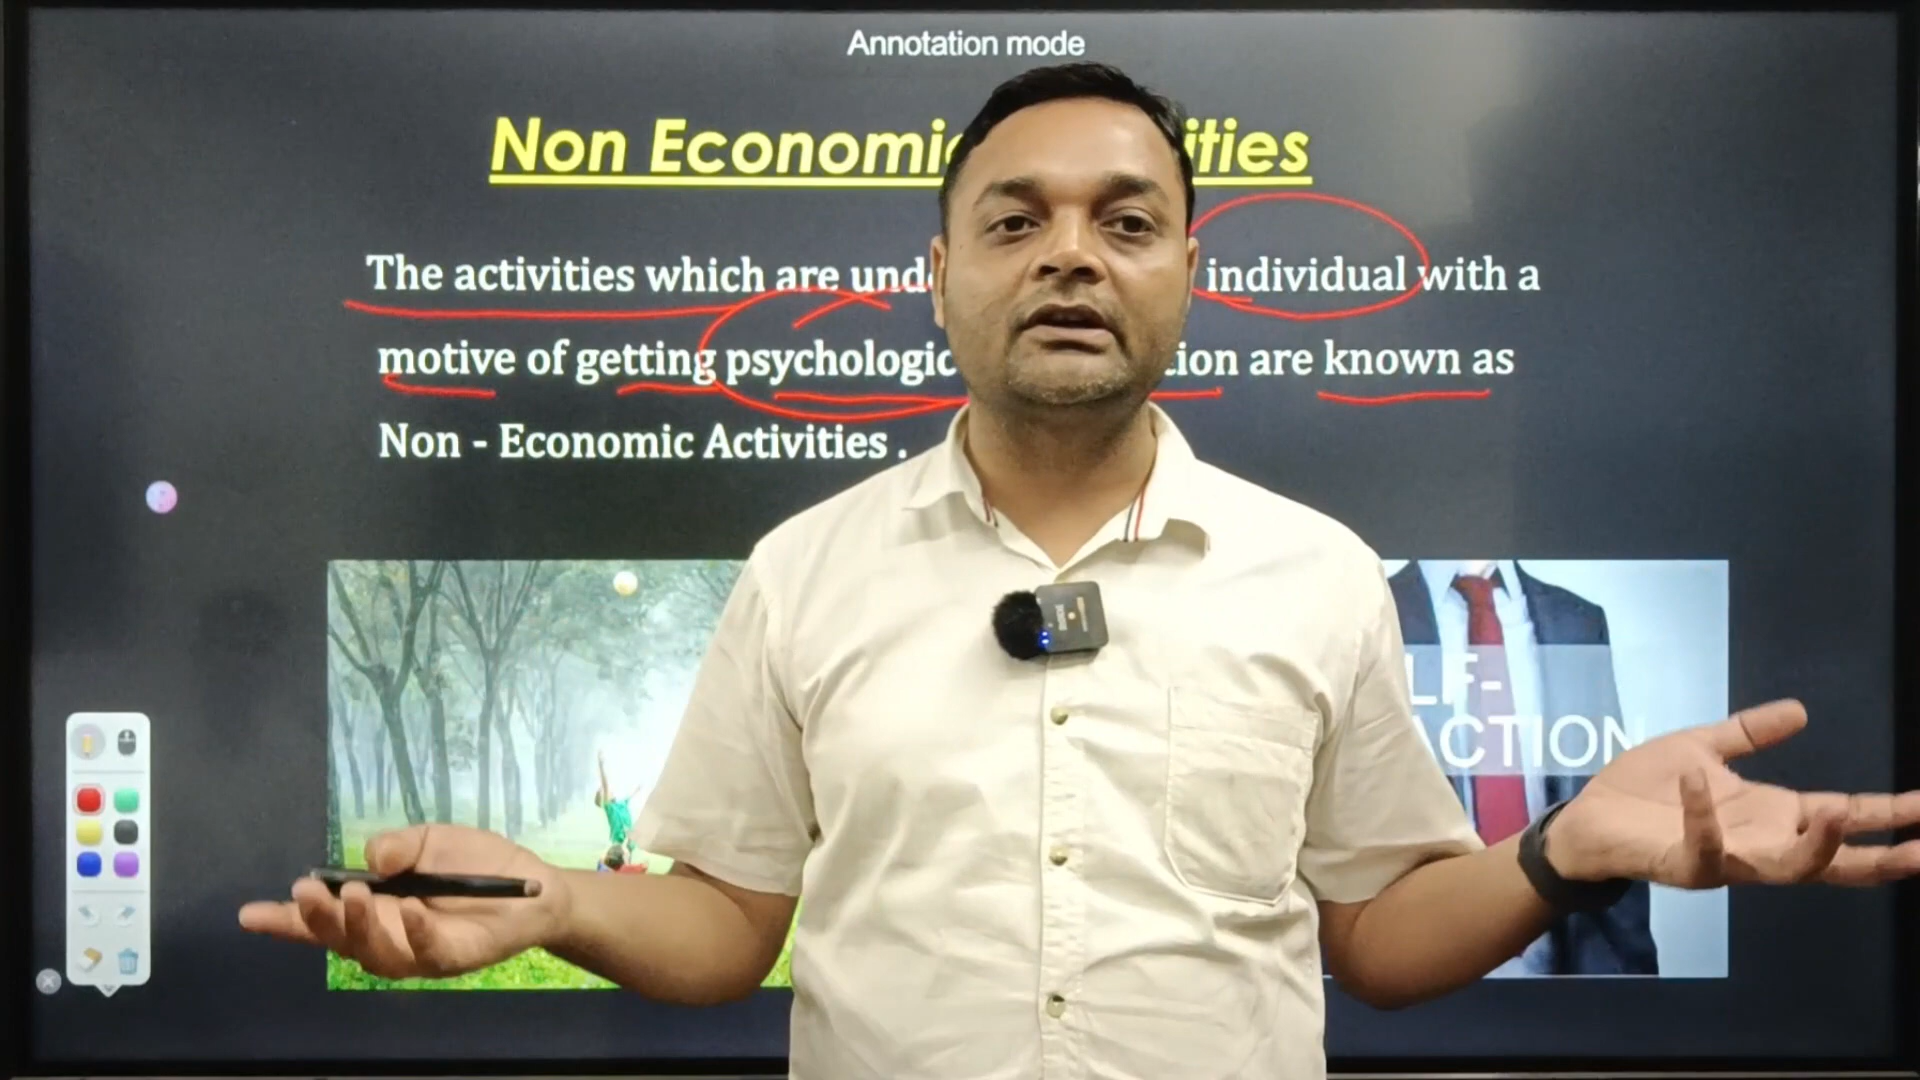 Annotation mode
Non Economic ities
The activities which are und individual with a
motive of getting psychologic tion are known as
Non - Economic Activities .
LF-
ACTION